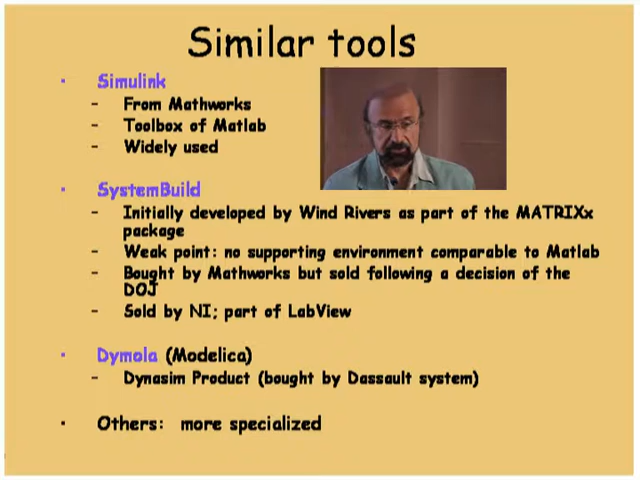 Similar tools
· Simulink
– From Mathworks
– Toolbox of Matlab
– Widely used
· SystemBuild
– Initially developed by Wind Rivers as part of the MATRIXx
package
– Weak point: no supporting environment comparable to Matlab
– Bought by Mathworks but sold following a decision of the
DOJ
– Sold by NI; part of LabView
· Dymola (Modelica)
– Dynasim Product (bought by Dassault system)
· Others: more specialized